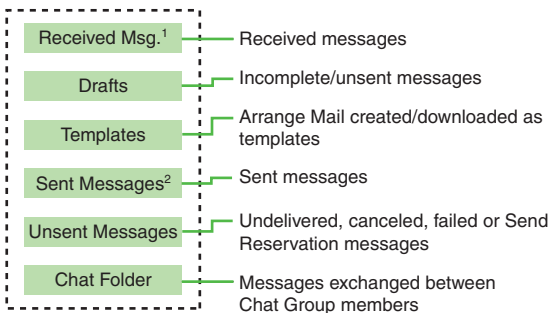 Received Msg.1
Received messages
Drafts
Incomplete/unsent messages
Templates
Arrange Mail created/downloaded as
templates
Sent Messages2
Sent messages
Unsent Messages
Undelivered, canceled, failed or Send
Reservation messages
Chat Folder
Messages exchanged between
Chat Group members